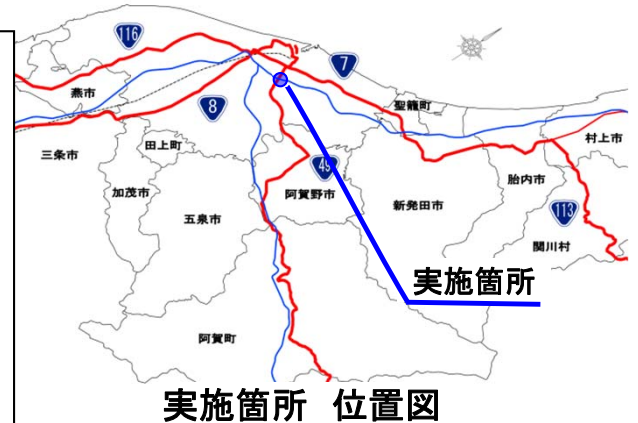 116
7
8
燕市
聖籠町
三条市
田上町
村上市
49
加茂市
阿賀野市
胎内市
五泉市
新発田市
113
関川村
実施箇所
阿賀町
実施箇所 位置図